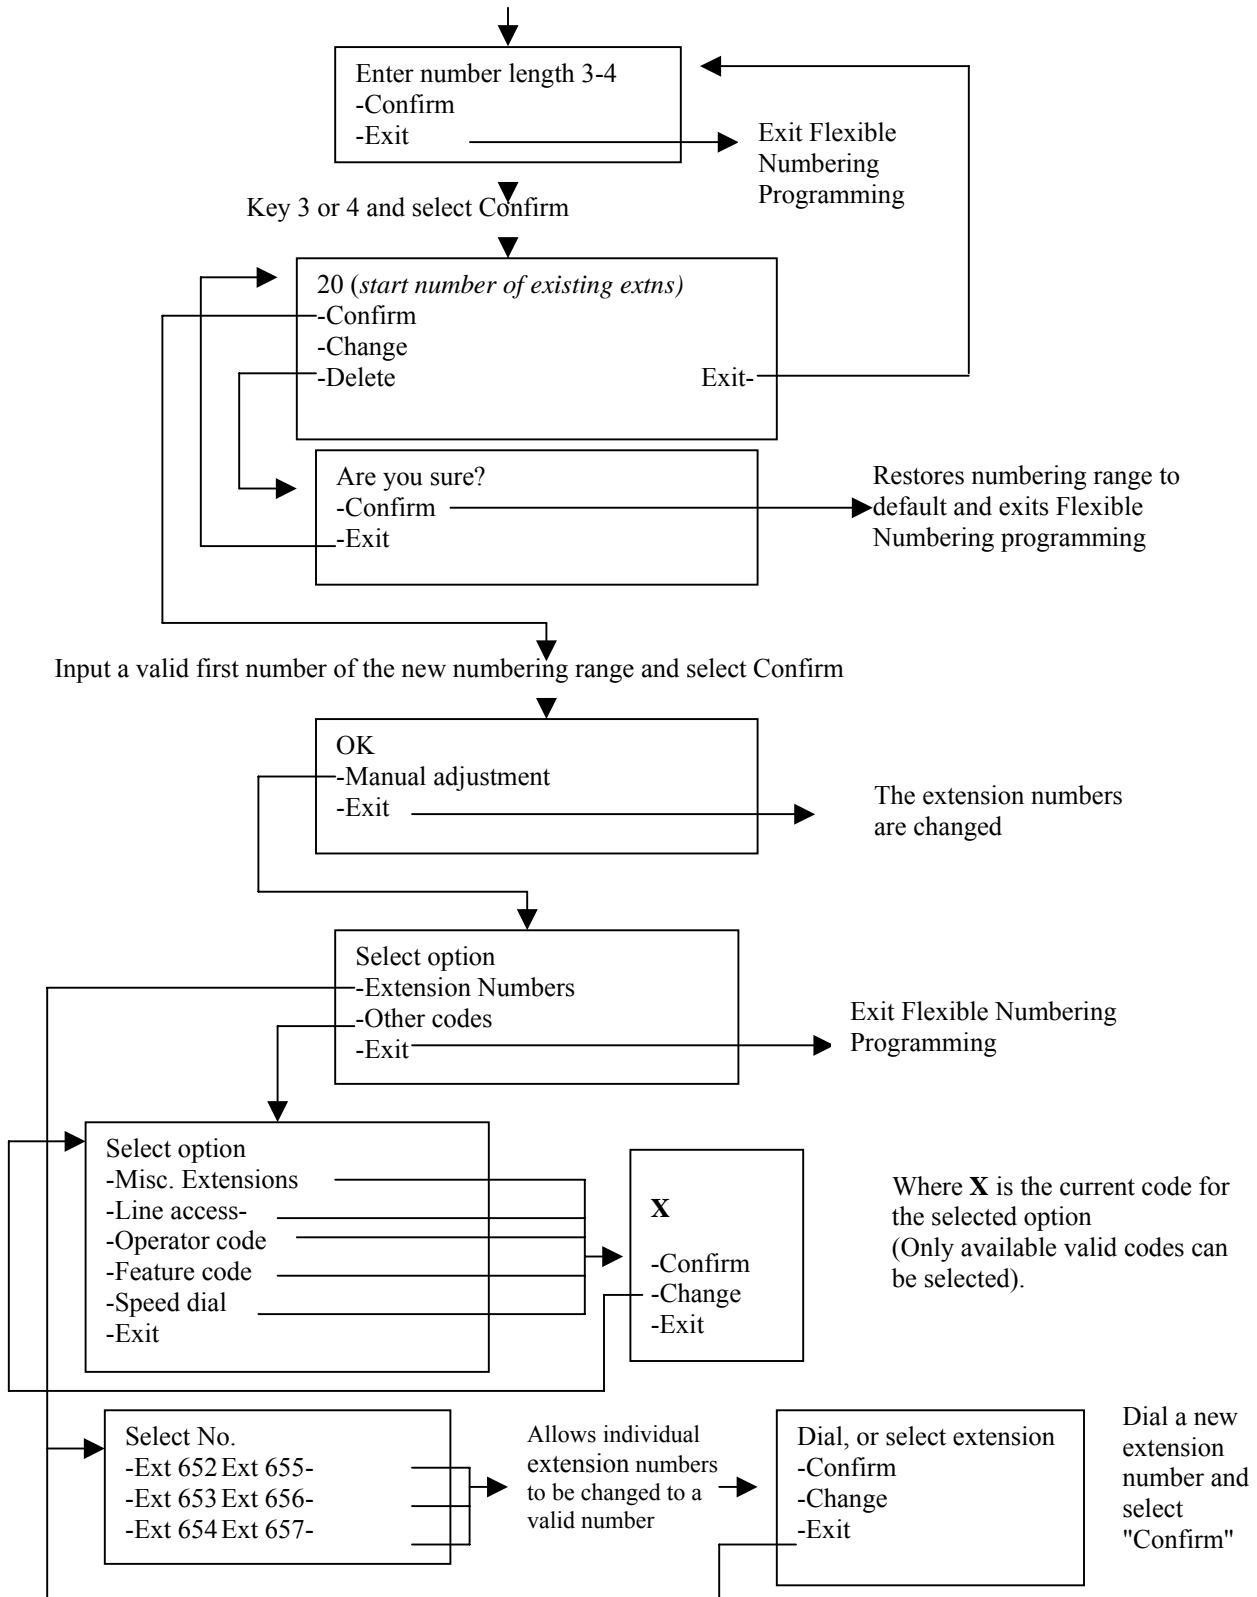 Enter number length 3-4
-Confirm
-Exit
Exit Flexible
Numbering
Programming
Key 3 or 4 and select Confirm
20 (start number of existing extns)
-Confirm
-Change
-Delete Exit-
Are you sure?
-Confirm
-Exit
Restores numbering range to
default and exits Flexible
Numbering programming
Input a valid first number of the new numbering range and select Confirm
OK
-Manual adjustment
-Exit
The extension numbers
are changed
Select option
-Extension Numbers
-Other codes
-Exit
Exit Flexible Numbering
Programming
Select option
-Misc. Extensions
-Line access-
-Operator code
-Feature code
-Speed dial
-Exit
X
-Confirm
-Change
-Exit
Where X is the current code for
the selected option
(Only available valid codes can
be selected).
Select No.
-Ext 652 Ext 655-
-Ext 653 Ext 656-
-Ext 654 Ext 657-
Allows individual
extension numbers
to be changed to a
valid number
Dial, or select extension
-Confirm
-Change
-Exit
Dial a new
extension
number and
select
"Confirm"